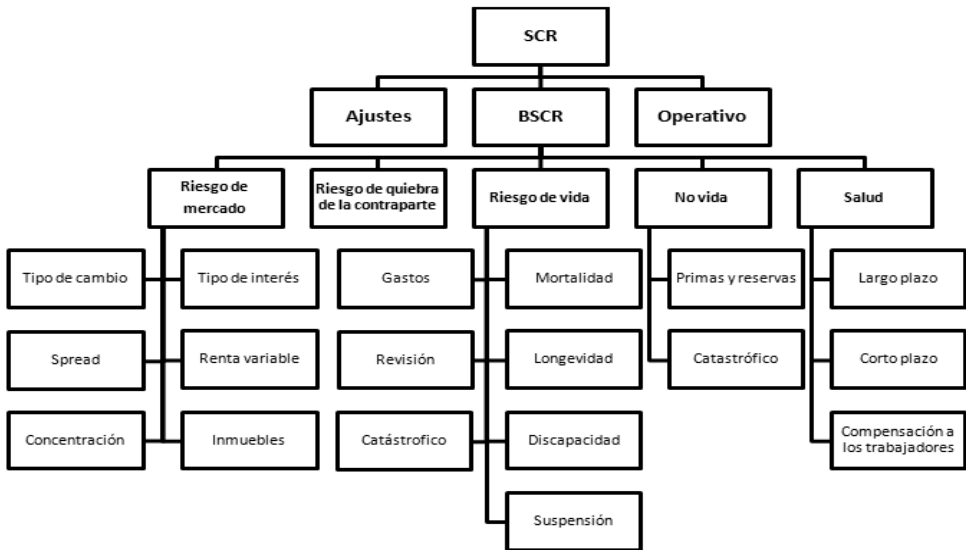 SCR
Ajustes
BSCR
Operativo
Riesgo de
mercado
Riesgo de quiebra
de la contraparte
Riesgo de vida
No vida
Salud
Tipo de cambio
Tipo de interés
Gastos
Mortalidad
Primas y reservas
Largo plazo
Spread
Renta variable
Revisión
Longevidad
Catastrófico
Corto plazo
Concentración
Inmuebles
Catástrofico
Discapacidad
Compensación a
los trabajadores
Suspensión